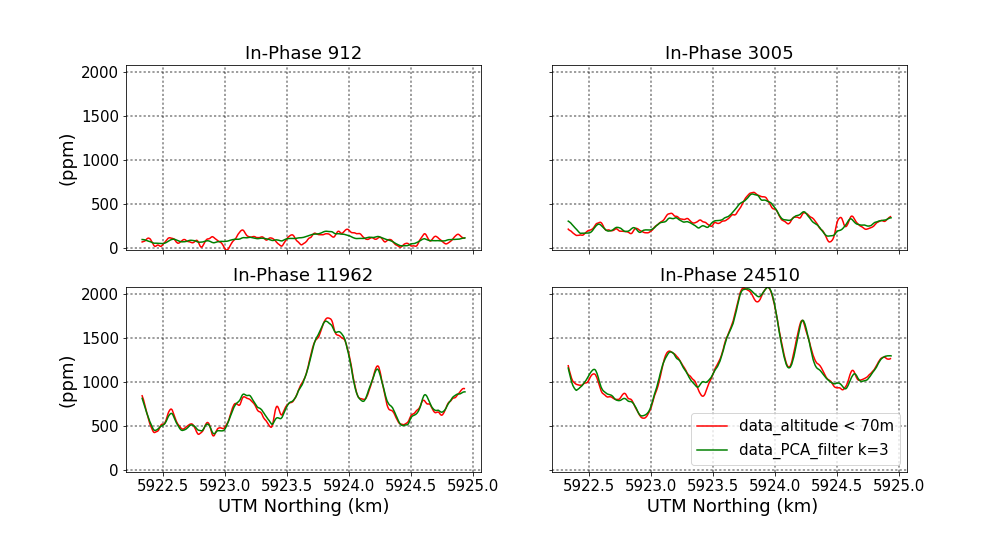 In-Phase 912
In-Phase 3005
(ppm)
2000
1500
1000
500
0
In-Phase 11962
In-Phase 24510
(ppm)
2000
1500
1000
500
0
data_altitude < 70m
data_PCA_filter k=3
5922.5 5923.0 5923.5 5924.0 5924.5 5925.0
5922.5 5923.0 5923.5 5924.0 5924.5 5925.0
UTM Northing (km)
UTM Northing (km)